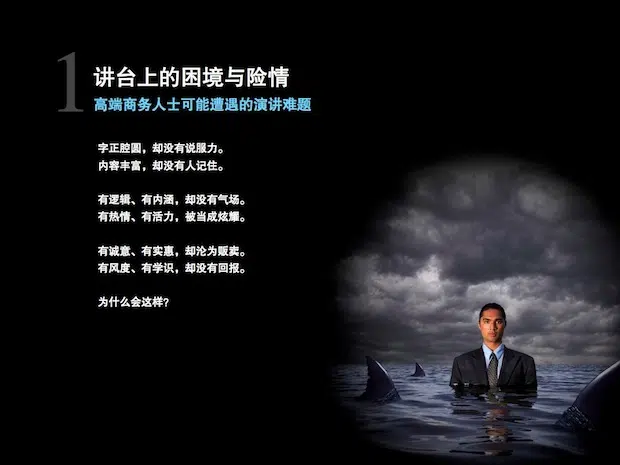 1
讲台上的困境与险情
高端商务人士可能遭遇的演讲难题
字正腔圆，却没有说服力。
内容丰富，却没有人记住。
有逻辑、有内涵，却没有气场。
有热情、有活力，被当成炫耀。
有诚意、有实惠，却沦为贩卖。
有风度、有学识，却没有回报。
为什么会这样？